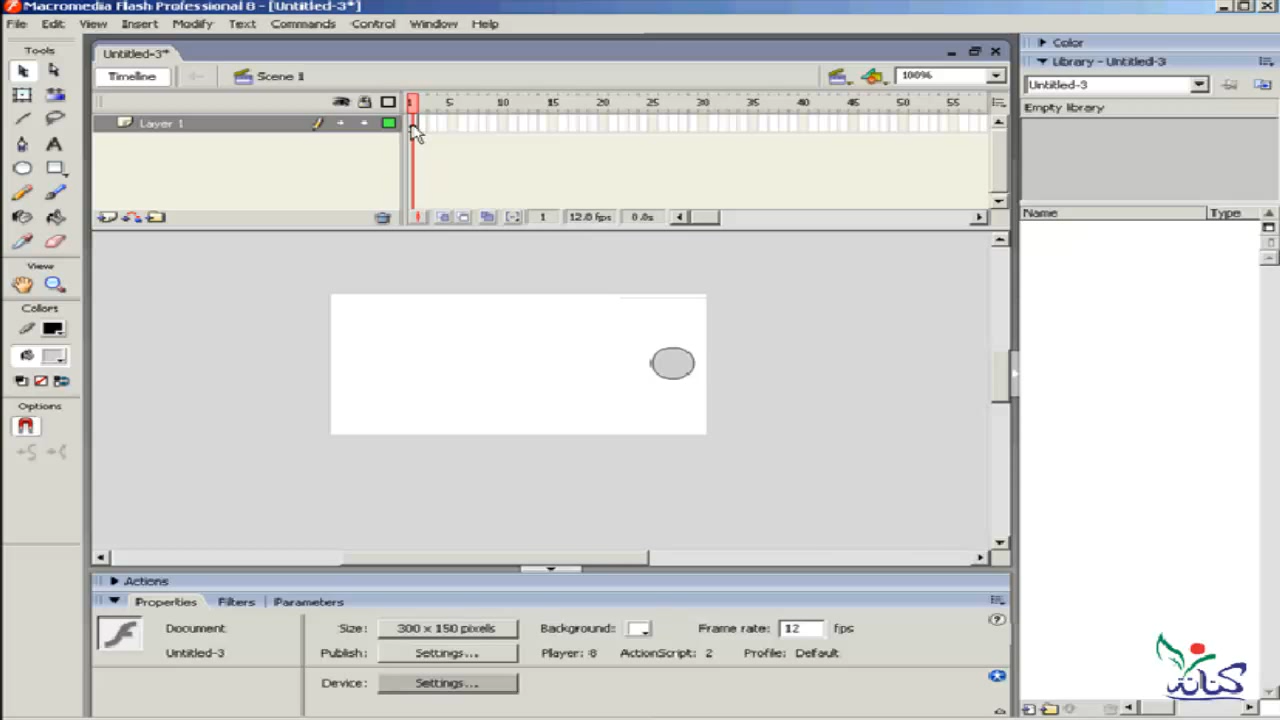 Macromedia Flash Professional 8 - [Untitled-3*]
File Edit View Insert Modify Text Commands Control Window Help
Tools
Untitled-3*
Timeline
Scene 1
100%
1 5 10 15 20 25 30 35 40 45 50 55
Layer 1
1 12.0 fps 0.0s
View
Colors
Options
Color
Library - Untitled-3
Untitled-3
Empty library
Name Type
Actions
Properties Filters Parameters
Document
Untitled-3
Size: 300 x 150 pixels Background: Frame rate: 12 fps
Publish: Settings... Player: 8 ActionScript: 2 Profile: Default
Device: Settings...
كنانة